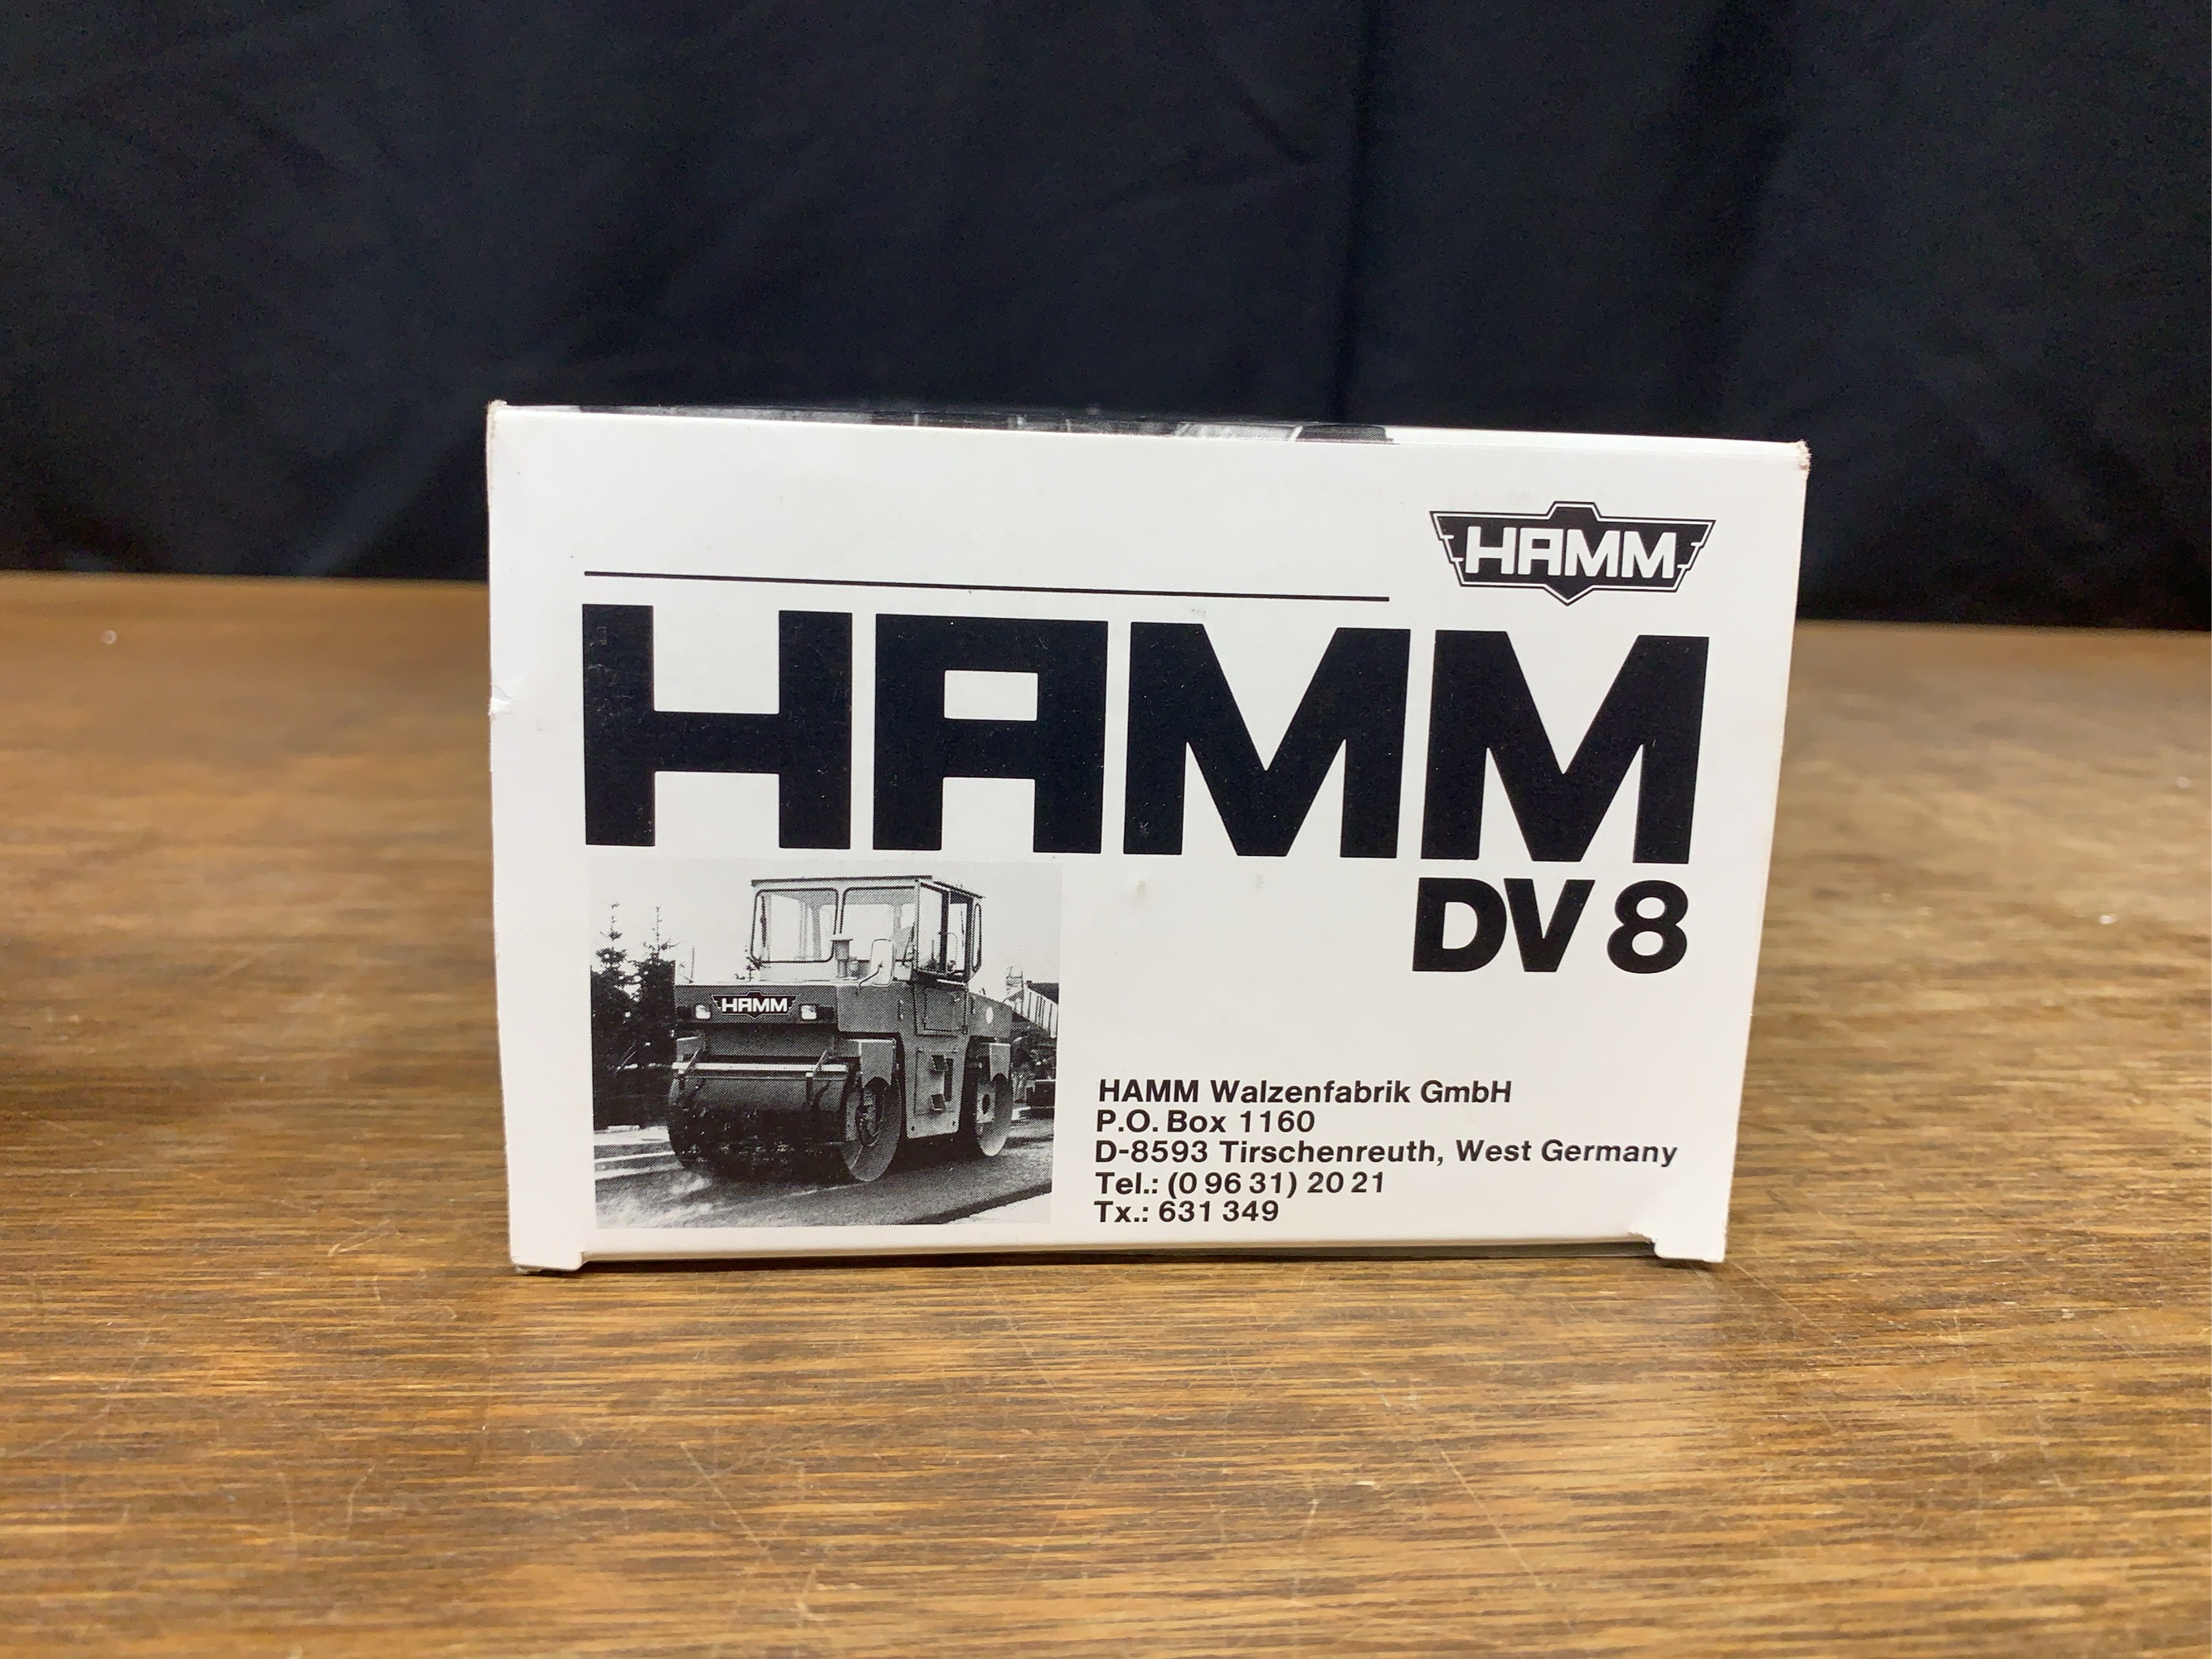 HAMM
HAMM
DV 8
HAMM
HAMM Walzenfabrik GmbH
P.O. Box 1160
D-8593 Tirschenreuth, West Germany
Tel.: (0 96 31) 20 21
Tx.: 631 349